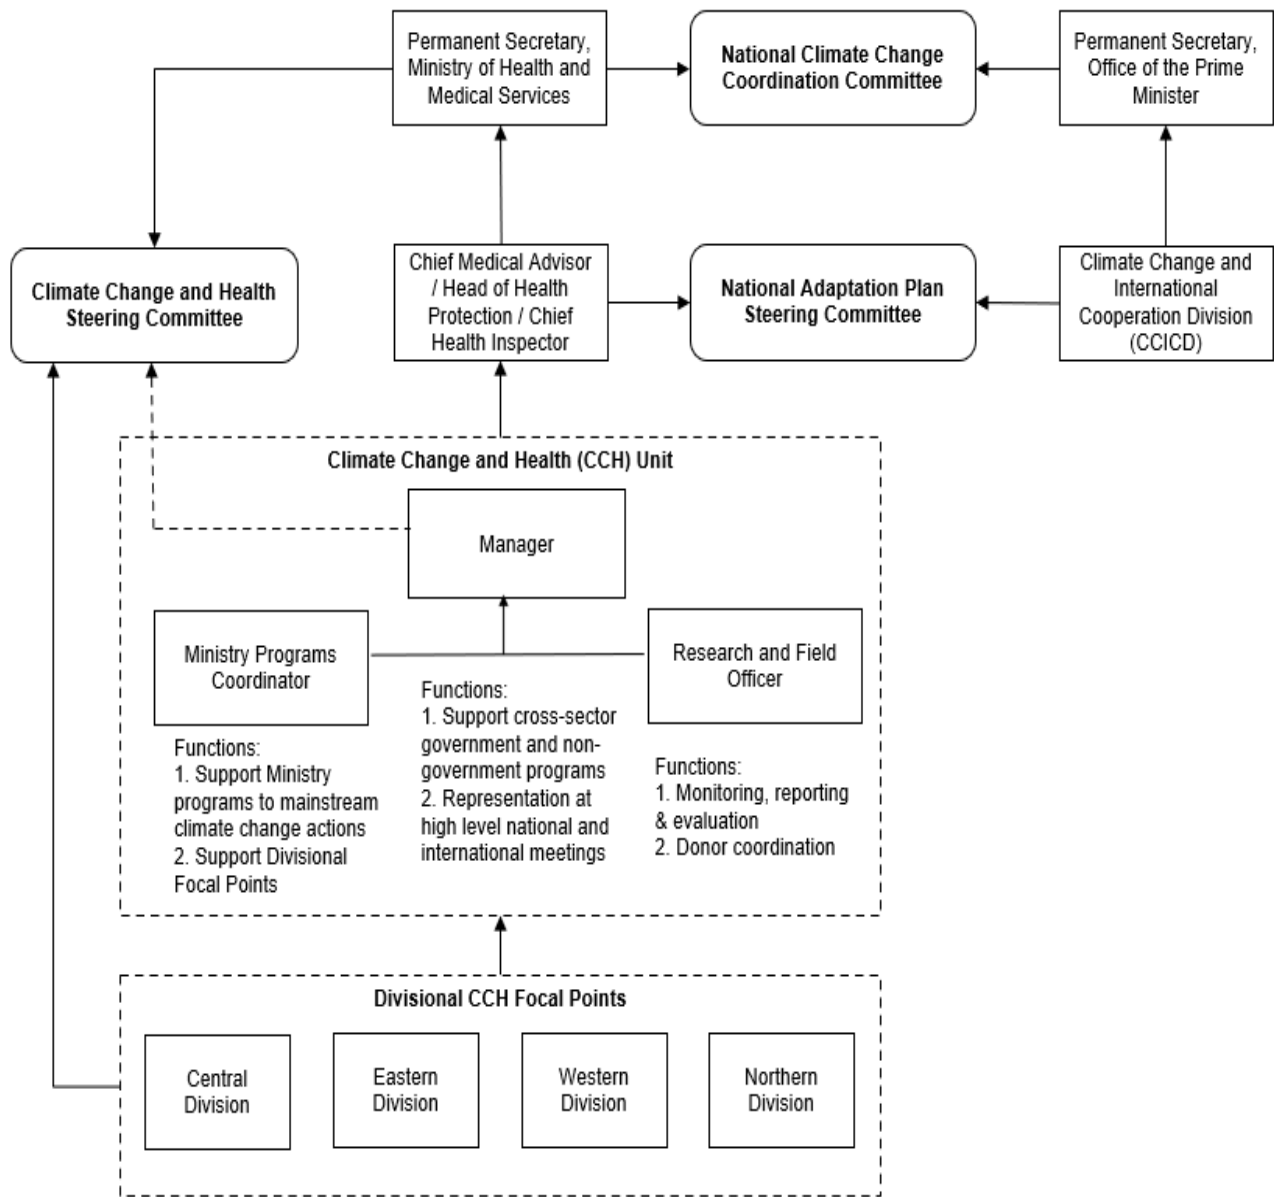 Permanent Secretary,
Ministry of Health and
Medical Services
National Climate Change
Coordination Committee
Permanent Secretary,
Office of the Prime
Minister
Climate Change and Health
Steering Committee
Chief Medical Advisor
/ Head of Health
Protection / Chief
Health Inspector
National Adaptation Plan
Steering Committee
Climate Change and
International
Cooperation Division
(CCICD)
Climate Change and Health (CCH) Unit
Manager
Ministry Programs
Coordinator
Research and Field
Officer
Functions:
1. Support Ministry
programs to mainstream
climate change actions
2. Support Divisional
Focal Points
Functions:
1. Support cross-sector
government and non-
government programs
2. Representation at
high level national and
international meetings
Functions:
1. Monitoring, reporting
& evaluation
2. Donor coordination
Divisional CCH Focal Points
Central
Division
Eastern
Division
Western
Division
Northern
Division